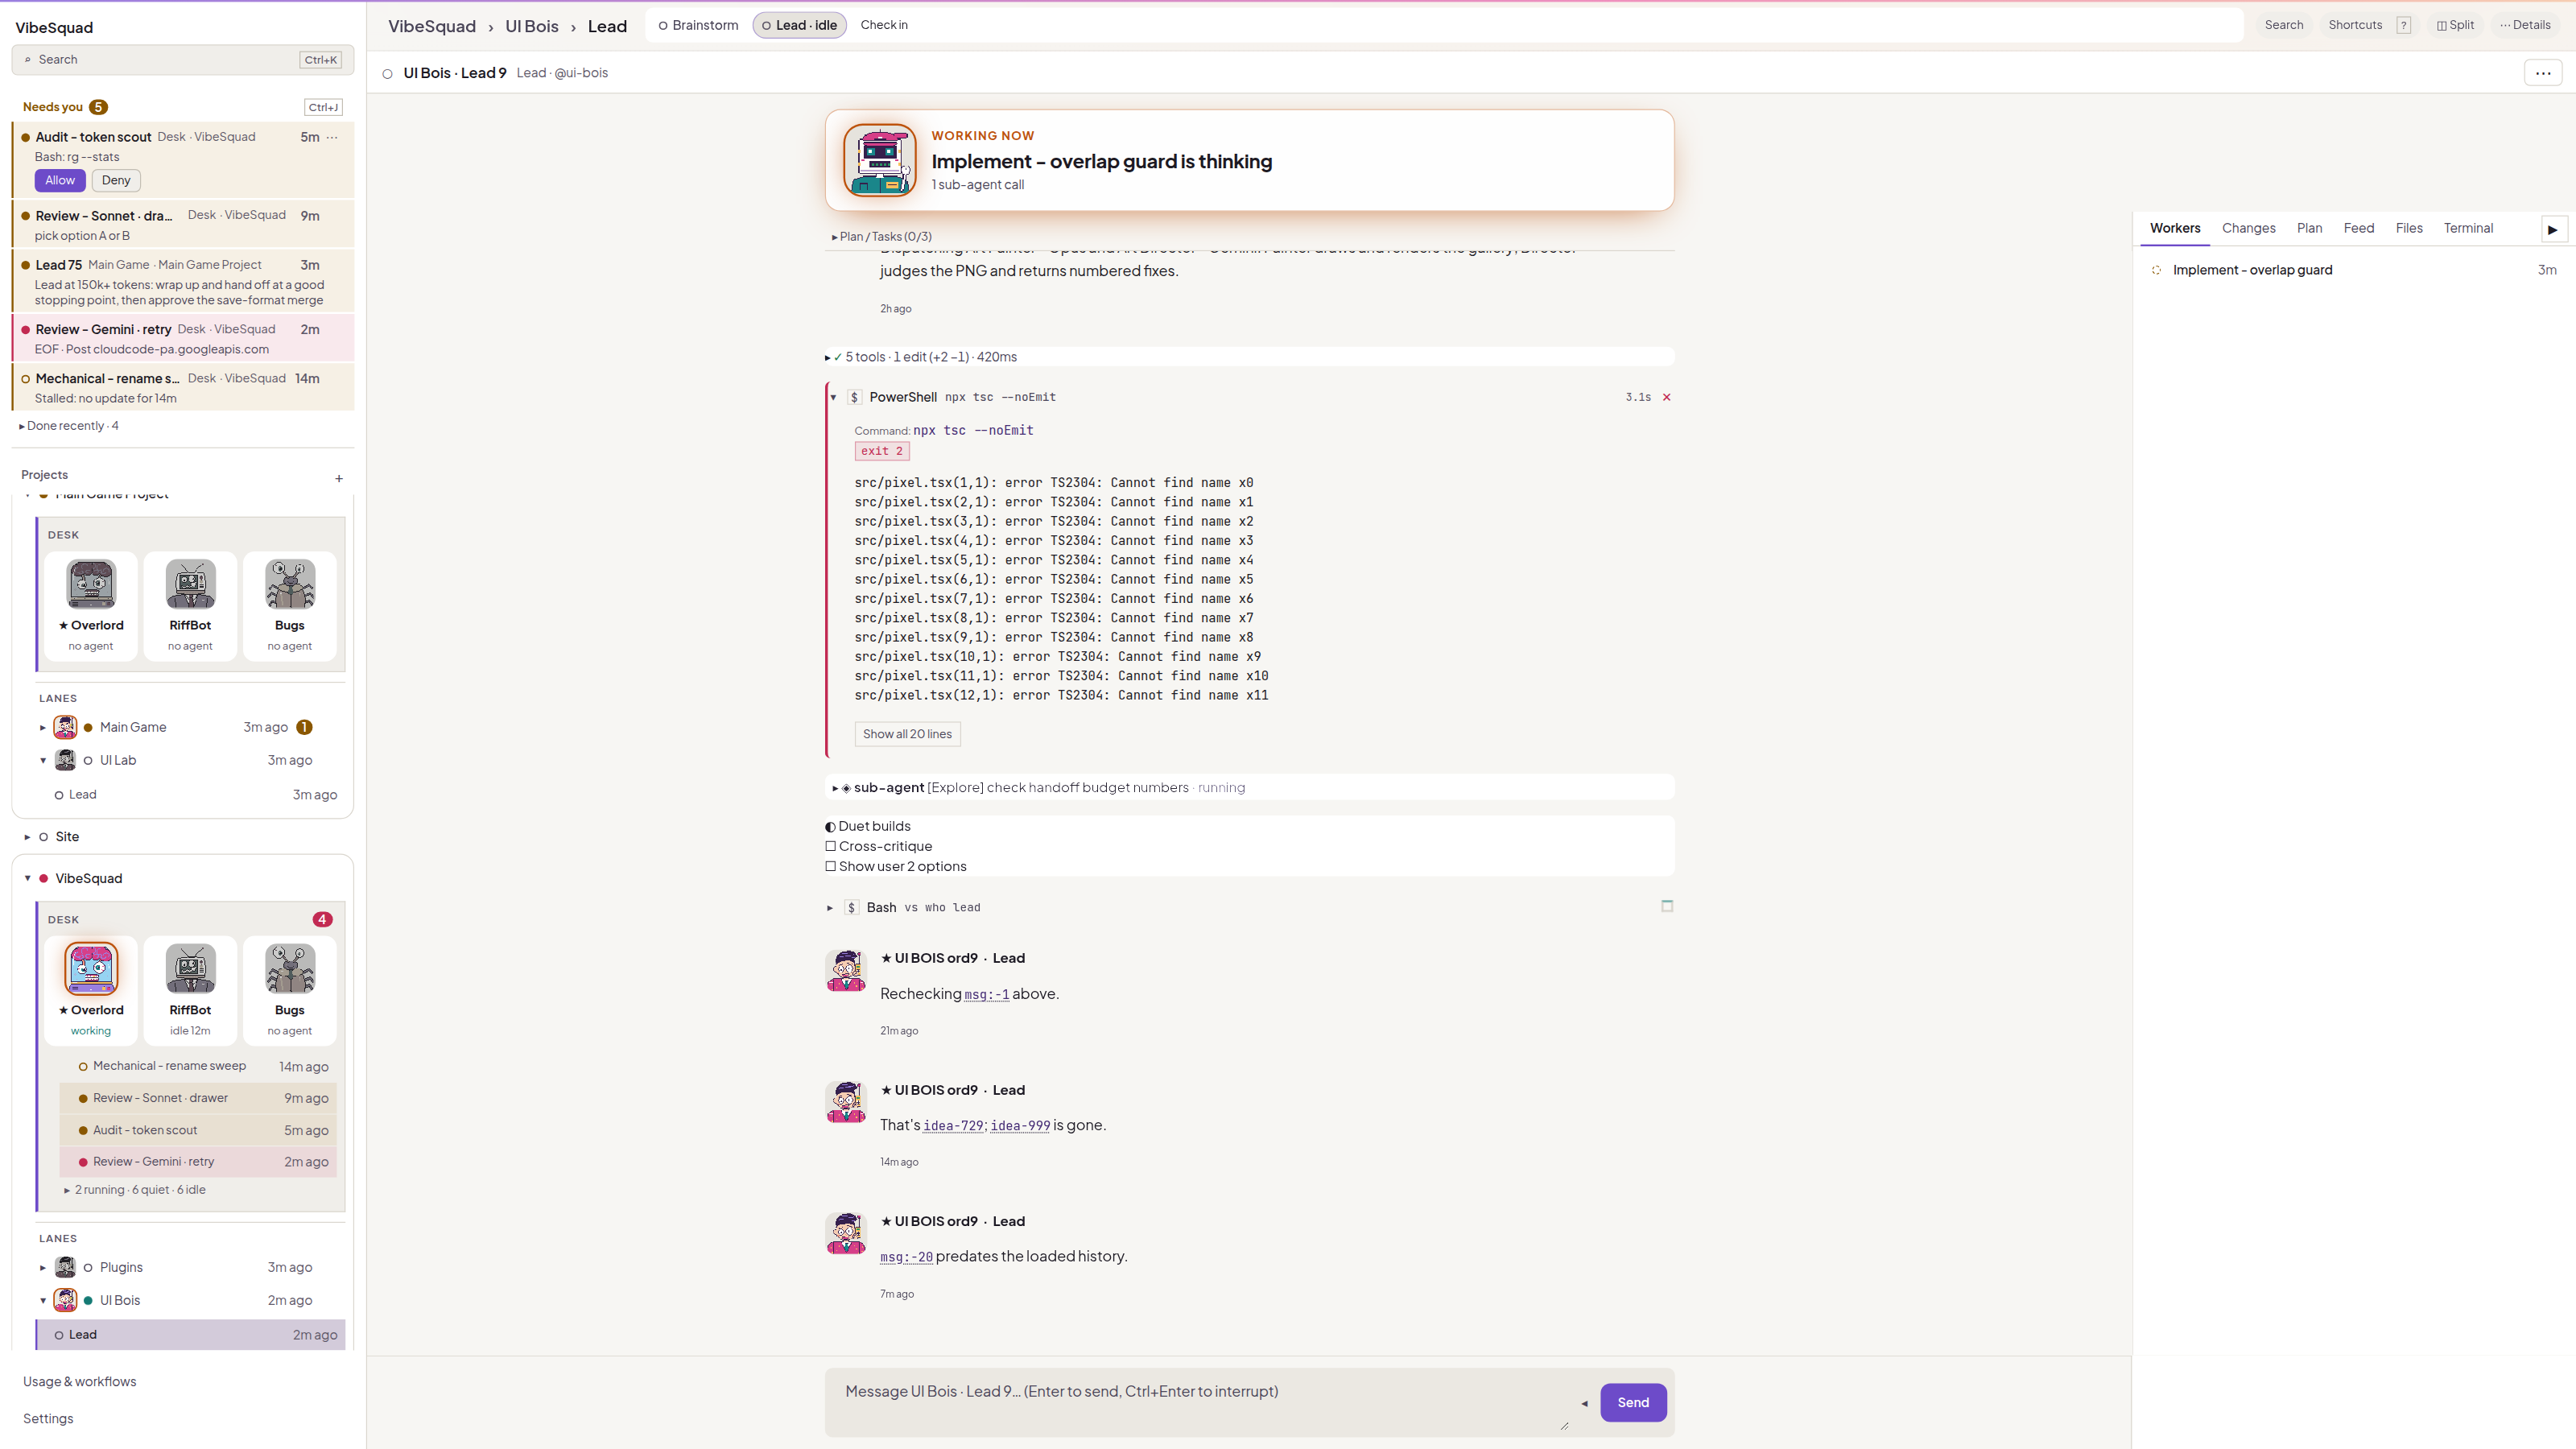 VibeSquad
Search Ctrl+K
Needs you 5 Ctrl+J
Audit – token scout Desk · VibeSquad 5m ···
Bash: rg --stats
Allow Deny
Review – Sonnet · dra... Desk · VibeSquad 9m
pick option A or B
Lead 75 Main Game · Main Game Project 3m
Lead at 150k+ tokens: wrap up and hand off at a good
stopping point, then approve the save-format merge
Review – Gemini · retry Desk · VibeSquad 2m
EOF · Post cloudcode-pa.googleapis.com
Mechanical – rename s... Desk · VibeSquad 14m
Stalled: no update for 14m
▸ Done recently · 4
Projects +
Main Game Project
DESK
★ Overlord RiffBot Bugs
no agent no agent no agent
LANES
▸ Main Game 3m ago 1
▾ UI Lab 3m ago
Lead 3m ago
▸ Site
▾ VibeSquad
DESK 4
★ Overlord RiffBot Bugs
working idle 12m no agent
Mechanical – rename sweep 14m ago
Review – Sonnet · drawer 9m ago
Audit – token scout 5m ago
Review – Gemini · retry 2m ago
▸ 2 running · 6 quiet · 6 idle
LANES
▸ Plugins 3m ago
▾ UI Bois 2m ago
Lead 2m ago
Usage & workflows
Settings
VibeSquad › UI Bois › Lead Brainstorm Lead · idle Check in Search Shortcuts ? Split ··· Details
UI Bois · Lead 9 Lead · @ui-bois ···
WORKING NOW
Implement – overlap guard is thinking
1 sub-agent call
▸ Plan / Tasks (0/3)
Dispatching Art Painter – Opus and Art Director – Gemini Painter draws and renders the gallery; Director
judges the PNG and returns numbered fixes.
2h ago
▸ ✓ 5 tools · 1 edit (+2 −1) · 420ms
▾ $ PowerShell npx tsc --noEmit 3.1s ×
Command: npx tsc --noEmit
exit 2
src/pixel.tsx(1,1): error TS2304: Cannot find name x0
src/pixel.tsx(2,1): error TS2304: Cannot find name x1
src/pixel.tsx(3,1): error TS2304: Cannot find name x2
src/pixel.tsx(4,1): error TS2304: Cannot find name x3
src/pixel.tsx(5,1): error TS2304: Cannot find name x4
src/pixel.tsx(6,1): error TS2304: Cannot find name x5
src/pixel.tsx(7,1): error TS2304: Cannot find name x6
src/pixel.tsx(8,1): error TS2304: Cannot find name x7
src/pixel.tsx(9,1): error TS2304: Cannot find name x8
src/pixel.tsx(10,1): error TS2304: Cannot find name x9
src/pixel.tsx(11,1): error TS2304: Cannot find name x10
src/pixel.tsx(12,1): error TS2304: Cannot find name x11
Show all 20 lines
▸ ◈ sub-agent [Explore] check handoff budget numbers · running
◐ Duet builds
☐ Cross-critique
☐ Show user 2 options
▸ $ Bash vs who lead
★ UI BOIS ord9 · Lead
Rechecking msg:-1 above.
21m ago
★ UI BOIS ord9 · Lead
That's idea-729; idea-999 is gone.
14m ago
★ UI BOIS ord9 · Lead
msg:-20 predates the loaded history.
7m ago
Message UI Bois · Lead 9… (Enter to send, Ctrl+Enter to interrupt) ◂ Send
Workers Changes Plan Feed Files Terminal ▶
Implement – overlap guard 3m